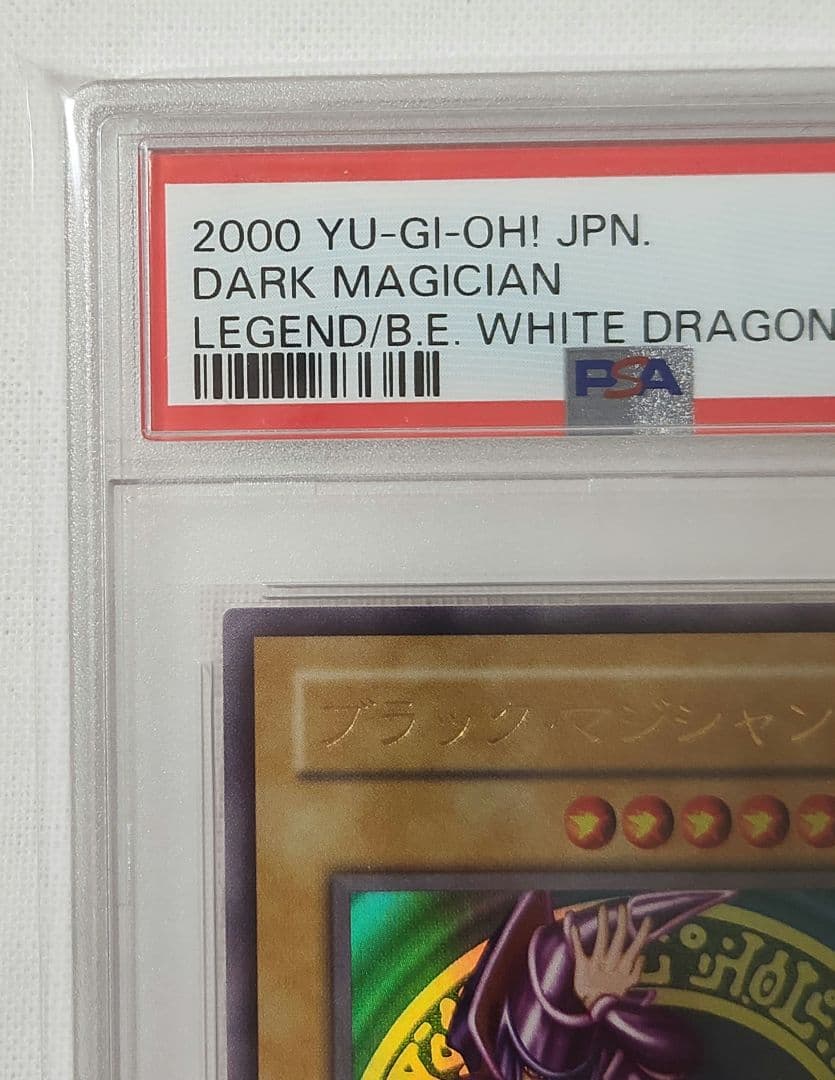 2000 YU-GI-OH! JPN.
DARK MAGICIAN
LEGEND/B.E. WHITE DRAGON
PSA
ブラック・マジシャン